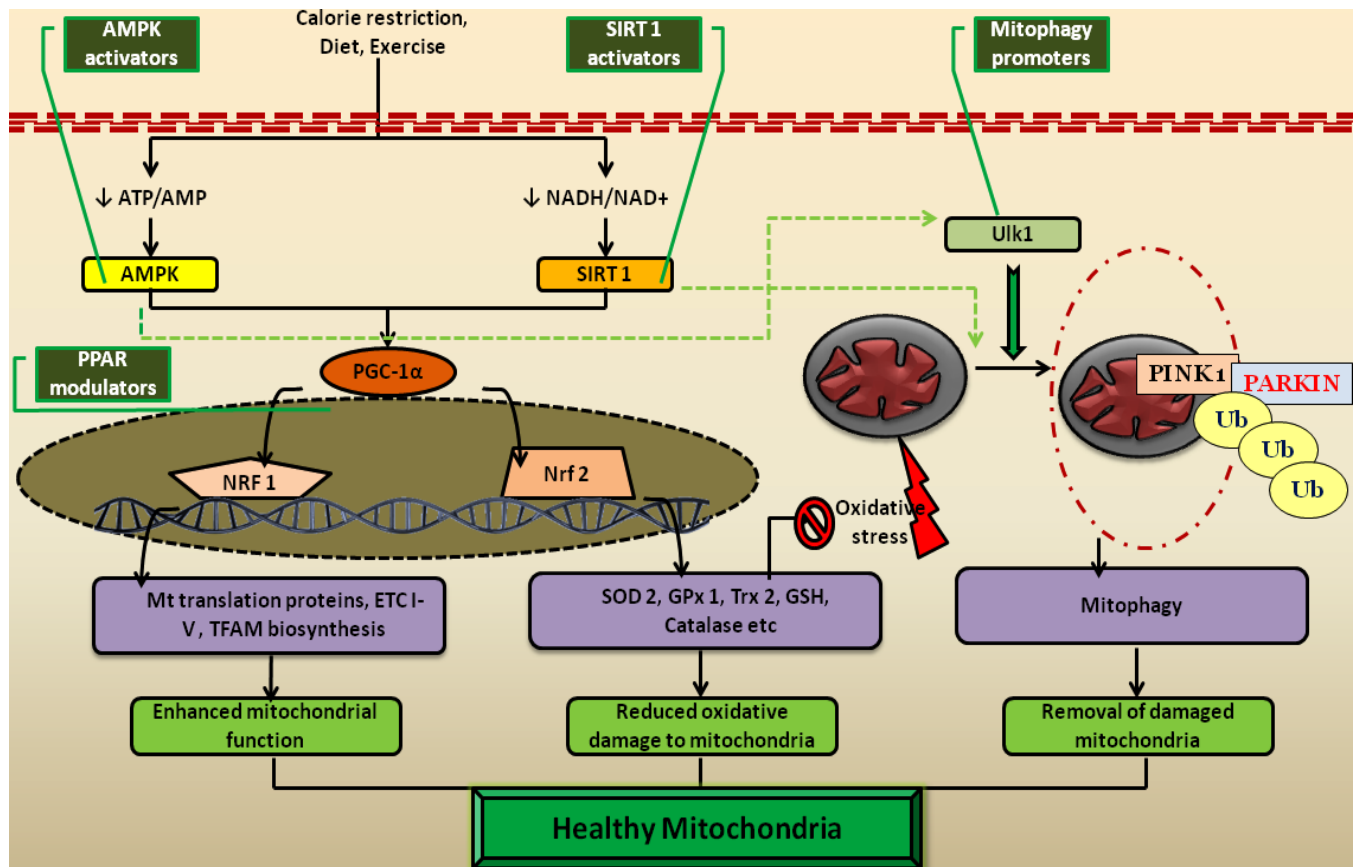 AMPK
activators
Calorie restriction,
Diet, Exercise
SIRT 1
activators
Mitophagy
promoters
↓ ATP/AMP
↓ NADH/NAD+
Ulk1
AMPK
SIRT 1
PPAR
modulators
PGC-1α
PINK1
PARKIN
Ub
Ub
Ub
NRF 1
Nrf 2
Oxidative
stress
Mt translation proteins, ETC I-
V , TFAM biosynthesis
SOD 2, GPx 1, Trx 2, GSH,
Catalase etc
Mitophagy
Enhanced mitochondrial
function
Reduced oxidative
damage to mitochondria
Removal of damaged
mitochondria
Healthy Mitochondria